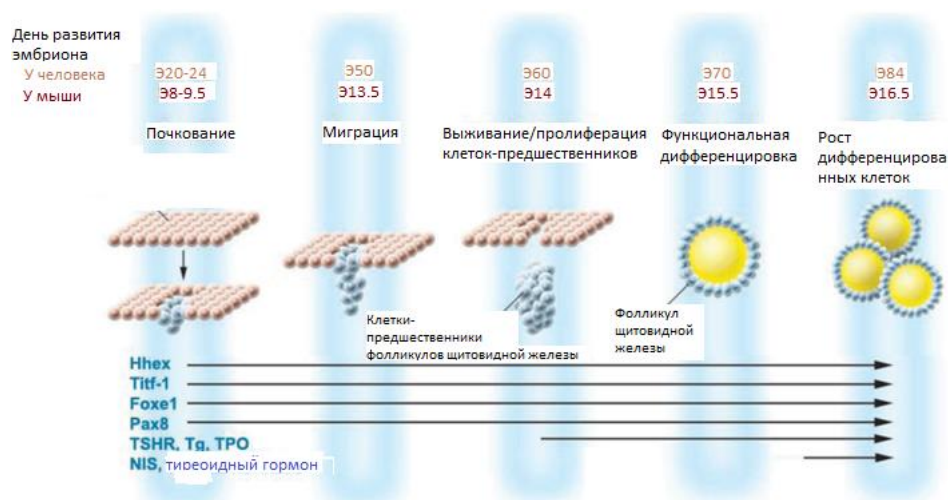 День развития
эмбриона
У человека
Э20-24
Э50
Э60
Э70
Э84
У мыши
Э8-9.5
Э13.5
Э14
Э15.5
Э16.5
Почкование
Миграция
Выживание/пролиферация
клеток-предшественников
Функциональная
дифференцировка
Рост
дифференцирова
нных клеток
Клетки-
предшественники
фолликулов щитовидной железы
Фолликул
щитовидной
железы
Hhex
Titf-1
Foxe1
Pax8
TSHR, Tg, TPO
NIS, тиреоидный гормон